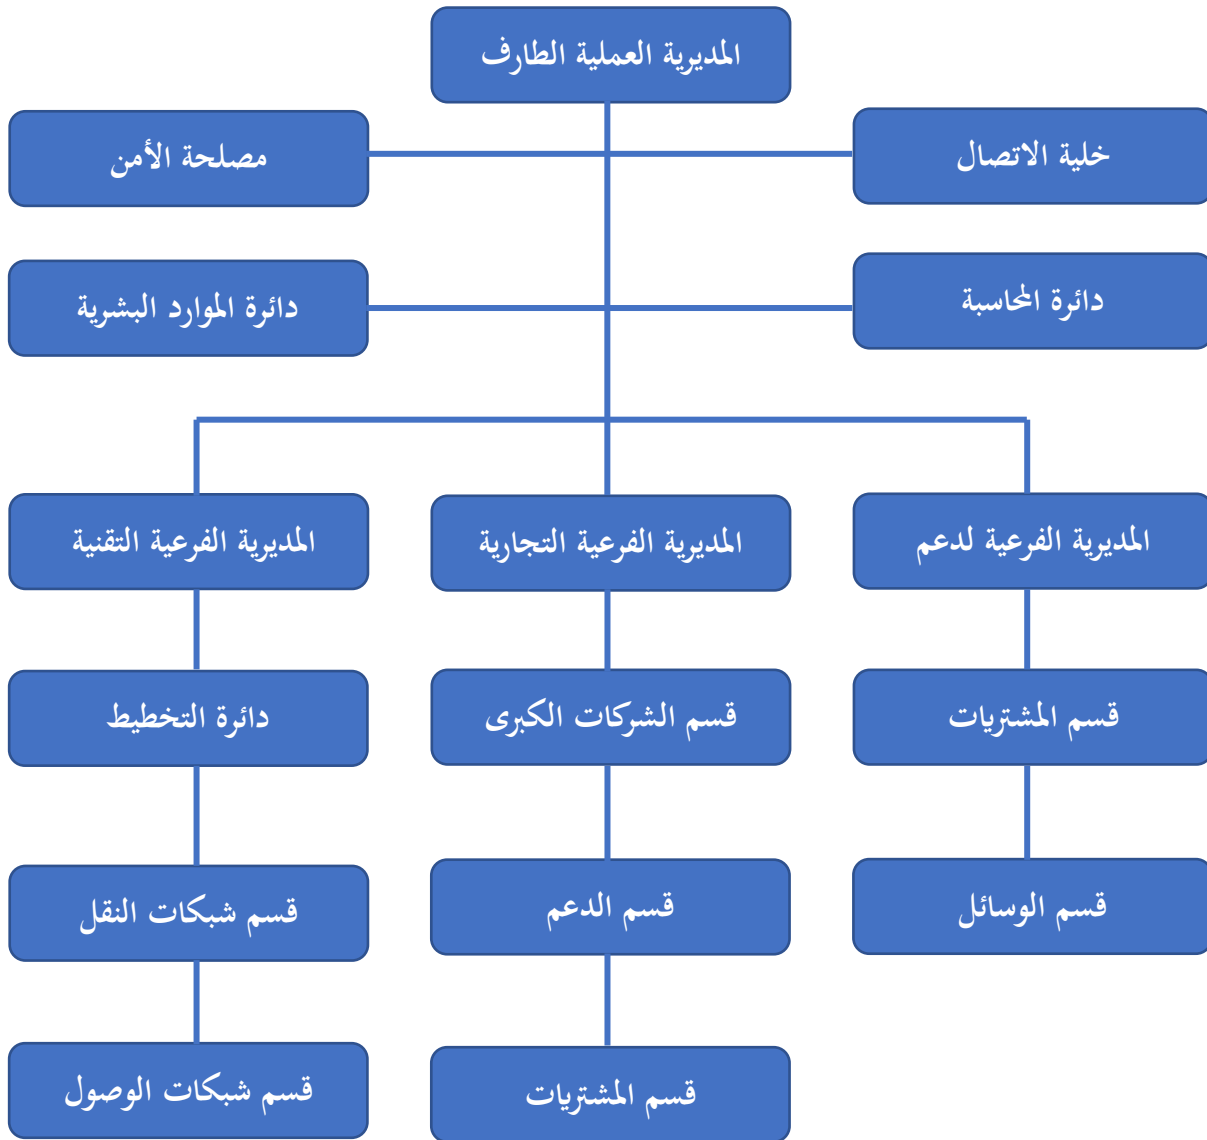 المديرية العملية الطارف
خلية الاتصال
مصلحة الأمن
دائرة المحاسبة
دائرة الموارد البشرية
المديرية الفرعية لدعم
المديرية الفرعية التجارية
المديرية الفرعية التقنية
قسم المشتريات
قسم الشركات الكبرى
دائرة التخطيط
قسم الوسائل
قسم الدعم
قسم شبكات النقل
قسم المشتريات
قسم شبكات الوصول